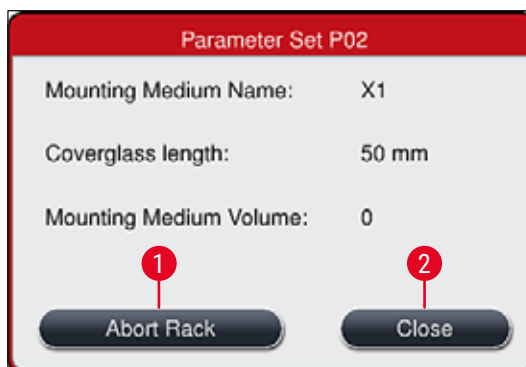 Parameter Set P02
Mounting Medium Name: X1
Coverglass length: 50 mm
Mounting Medium Volume: 0
1 2
Abort Rack Close